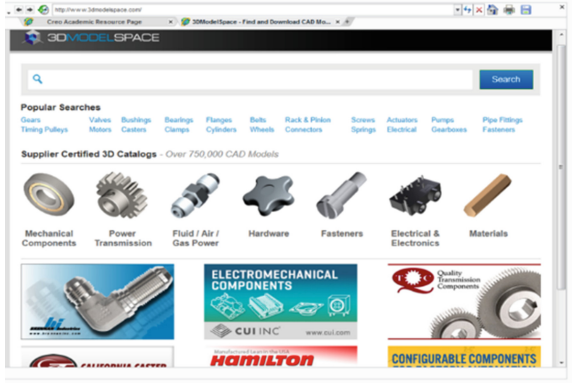 http://www.3dmodelspace.com/
Creo Academic Resource Page
3DModelSpace - Find and Download CAD Mo...
3DMODELSPACE
Search
Popular Searches
Gears Valves Bushings Bearings Flanges Belts Rack & Pinion Screws Actuators Pumps Pipe Fittings
Timing Pulleys Motors Casters Clamps Cylinders Wheels Connectors Springs Electrical Gearboxes Fasteners
Supplier Certified 3D Catalogs - Over 750,000 CAD Models
Mechanical
Components
Power
Transmission
Fluid / Air /
Gas Power
Hardware
Fasteners
Electrical &
Electronics
Materials
ELECTROMECHANICAL
COMPONENTS
CUI INC
www.cui.com
Quality
Transmission
Components
CALIFORNIA CASTER
HAMILTON
CONFIGURABLE COMPONENTS
FOR FACTORY AUTOMATION